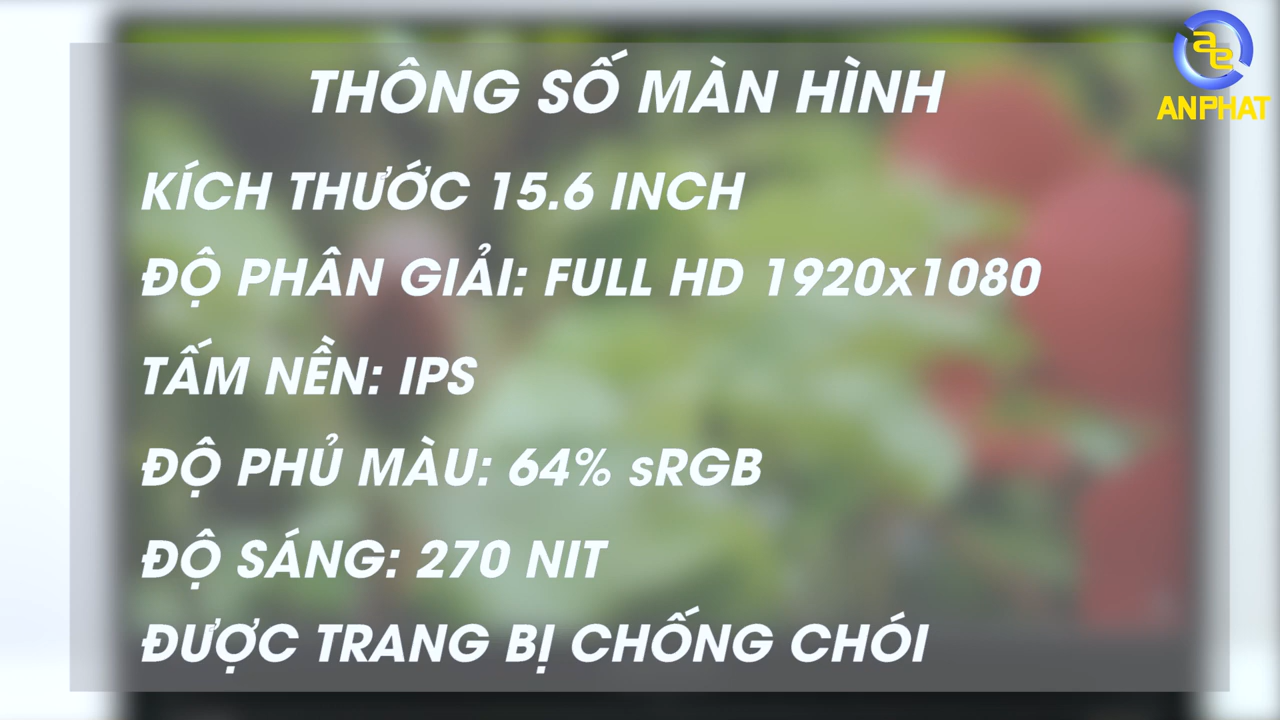 THÔNG SỐ MÀN HÌNH
ae
ANPHAT
KÍCH THƯỚC 15.6 INCH
ĐỘ PHÂN GIẢI: FULL HD 1920x1080
TẤM NỀN: IPS
ĐỘ PHỦ MÀU: 64% sRGB
ĐỘ SÁNG: 270 NIT
ĐƯỢC TRANG BỊ CHỐNG CHÓI